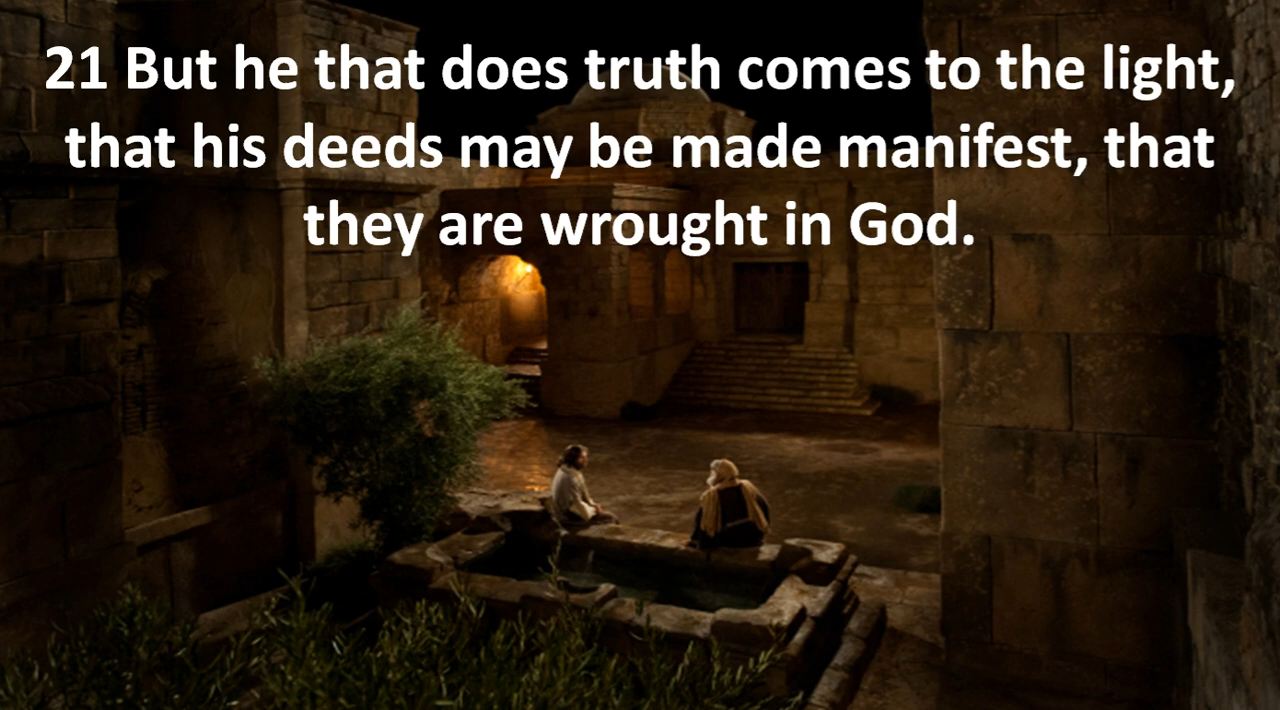 21 But he that does truth comes to the light,
that his deeds may be made manifest, that
they are wrought in God.